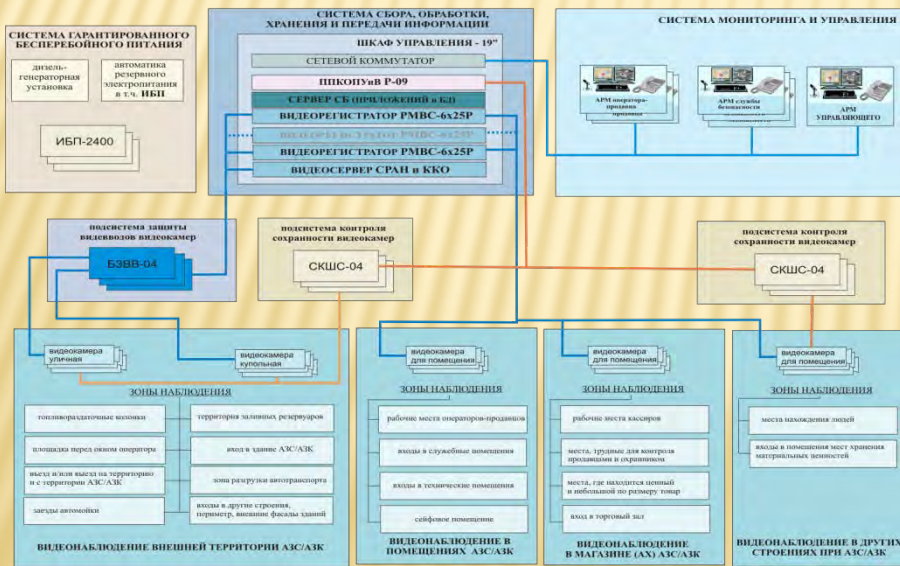 СИСТЕМА ГАРАНТИРОВАННОГО
БЕСПЕРЕБОЙНОГО ПИТАНИЯ
дизель-
генераторная
установка
автоматика
резервного
электропитания
в т.ч. ИБП
ИБП-2400
СИСТЕМА СБОРА, ОБРАБОТКИ,
ХРАНЕНИЯ И ПЕРЕДАЧИ ИНФОРМАЦИИ
ШКАФ УПРАВЛЕНИЯ - 19"
СЕТЕВОЙ КОММУТАТОР
ППКОПУиВ Р-09
СЕРВЕР СБ (ПРИЛОЖЕНИЙ и БД)
ВИДЕОРЕГИСТРАТОР РМВС-6х25Р
ВИДЕОРЕГИСТРАТОР РМВС-6х25Р
ВИДЕОРЕГИСТРАТОР РМВС-6х25Р
ВИДЕОСЕРВЕР СРАН и ККО
СИСТЕМА МОНИТОРИНГА И УПРАВЛЕНИЯ
АРМ оператора-
продавца
АРМ службы
безопасности
АРМ
УПРАВЛЯЮЩЕГО
подсистема защиты
видеовводов видеокамер
БЗВВ-04
подсистема контроля
сохранности видеокамер
СКШС-04
подсистема контроля
сохранности видеокамер
СКШС-04
видеокамера
уличная
видеокамера
купольная
ЗОНЫ НАБЛЮДЕНИЯ
топливораздаточные колонки
территория заливных резервуаров
площадка перед окном оператора
вход в здание АЗС/АЗК
въезд и/или выезд на территорию
и с территории АЗС/АЗК
зона разгрузки автотранспорта
заезды автомойки
входы в другие строения,
периметр, внешние фасады зданий
ВИДЕОНАБЛЮДЕНИЕ ВНЕШНЕЙ ТЕРРИТОРИИ АЗС/АЗК
видеокамера
для помещения
ЗОНЫ НАБЛЮДЕНИЯ
рабочие места операторов-продавцов
входы в служебные помещения
входы в технические помещения
сейфовое помещение
ВИДЕОНАБЛЮДЕНИЕ В
ПОМЕЩЕНИЯХ АЗС/АЗК
видеокамера
для помещения
ЗОНЫ НАБЛЮДЕНИЯ
рабочие места кассиров
места, трудные для контроля
продавцами и охранником
места, где находится ценный
и небольшой по размеру товар
вход в торговый зал
ВИДЕОНАБЛЮДЕНИЕ
В МАГАЗИНЕ (АХ) АЗС/АЗК
видеокамера
для помещения
ЗОНЫ НАБЛЮДЕНИЯ
места нахождения людей
входы в помещения мест хранения
материальных ценностей
ВИДЕОНАБЛЮДЕНИЕ В ДРУГИХ
СТРОЕНИЯХ ПРИ АЗС/АЗК